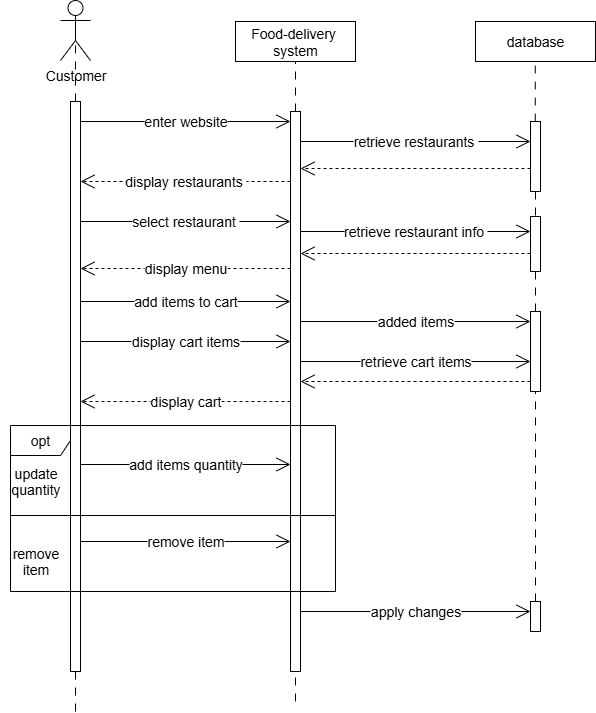 Customer
Food-delivery
system
database
enter website
retrieve restaurants
display restaurants
select restaurant
retrieve restaurant info
display menu
add items to cart
added items
display cart items
retrieve cart items
display cart
opt
update
quantity
add items quantity
remove item
remove
item
apply changes